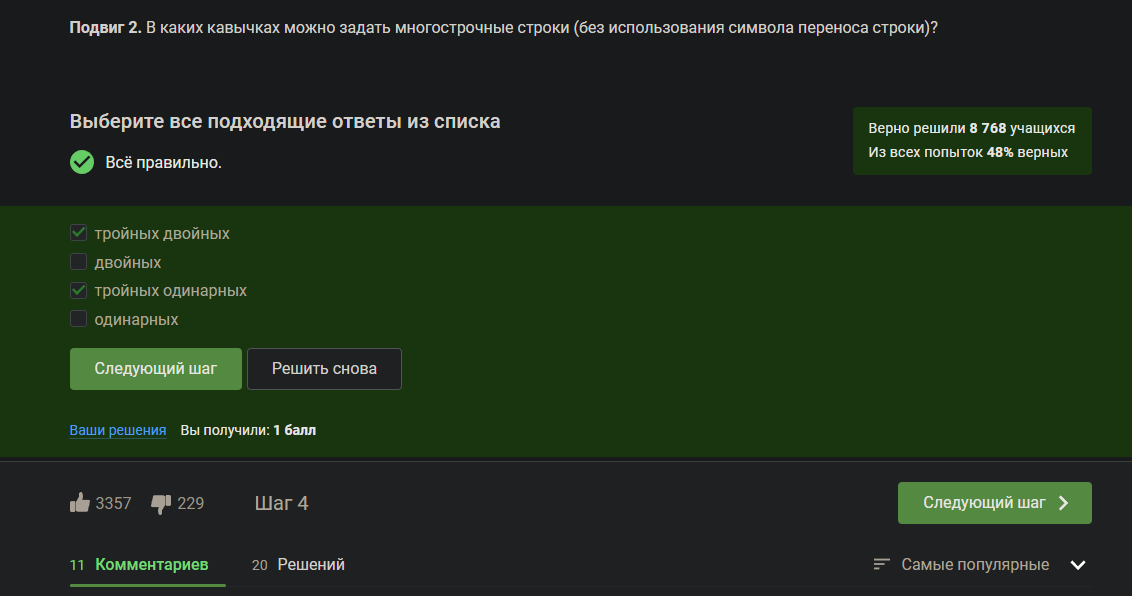 Подвиг 2. В каких кавычках можно задать многострочные строки (без использования символа переноса строки)?
Выберите все подходящие ответы из списка
Верно решили 8 768 учащихся
Из всех попыток 48% верных
Всё правильно.
тройных двойных
двойных
тройных одинарных
одинарных
Следующий шаг
Решить снова
Ваши решения Вы получили: 1 балл
3357 229 Шаг 4 Следующий шаг
11 Комментариев 20 Решений Самые популярные